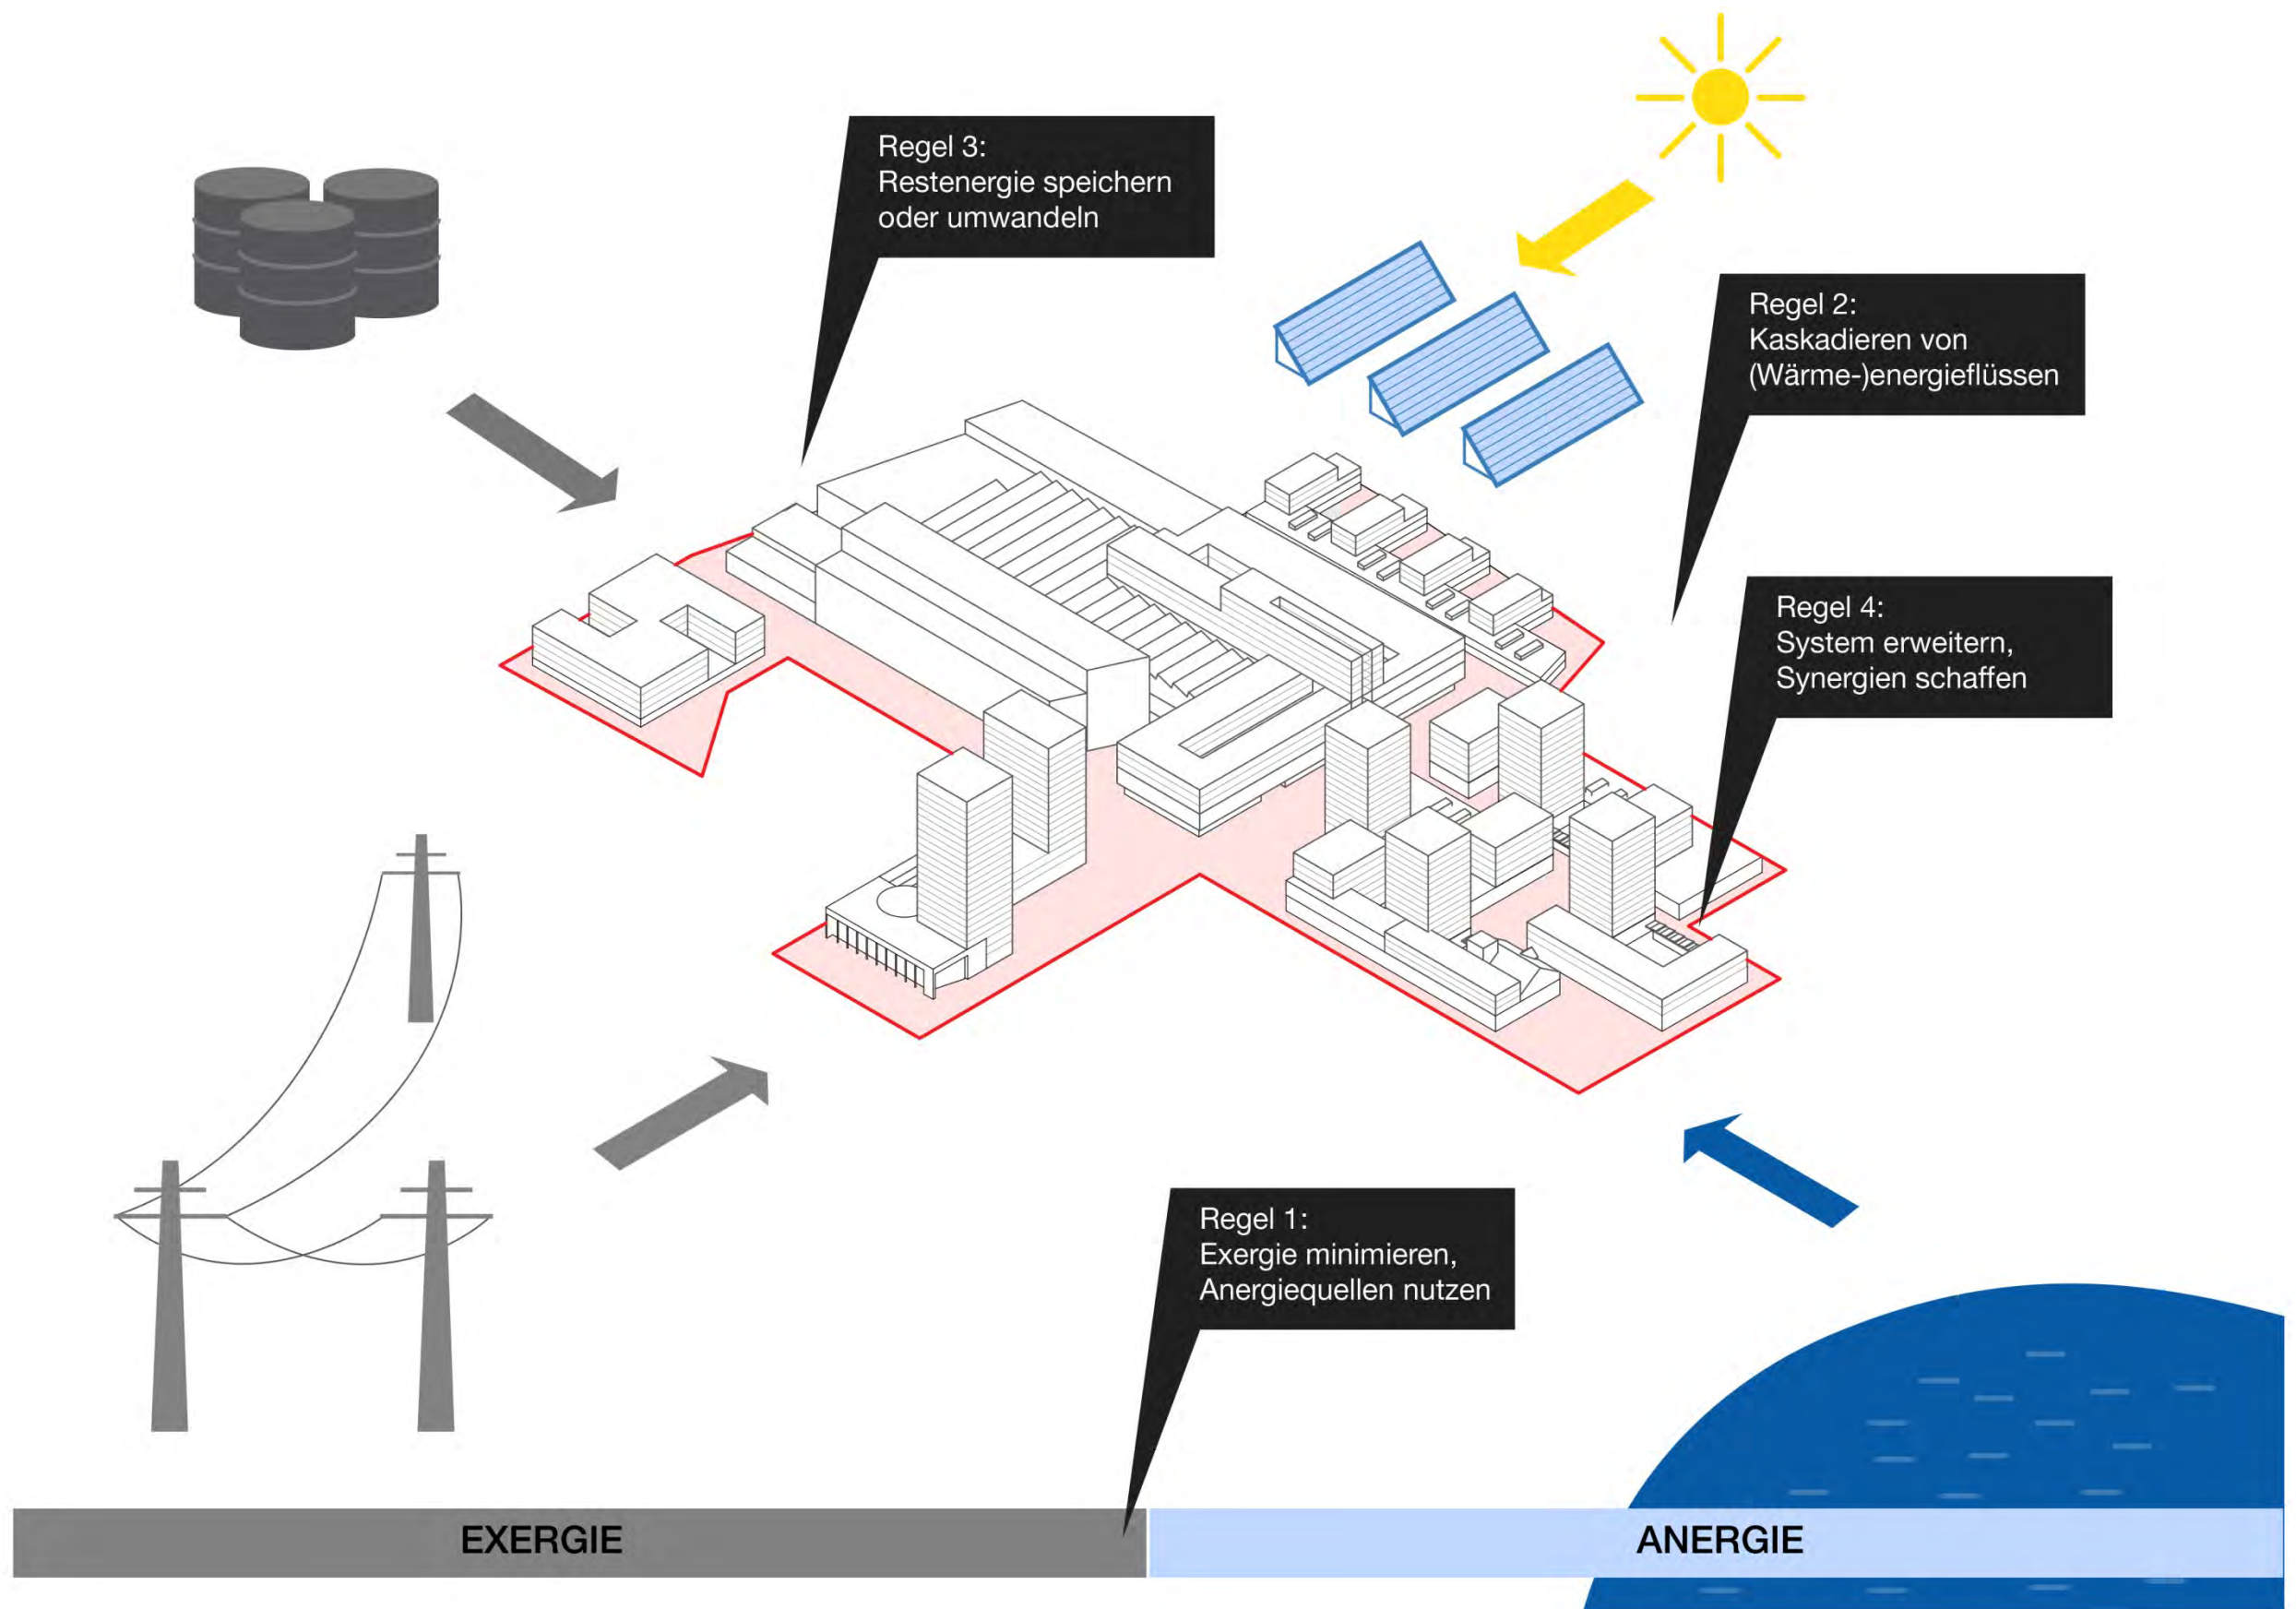 Regel 3:
Restenergie speichern
oder umwandeln
Regel 2:
Kaskadieren von
(Wärme-)energieflüssen
Regel 4:
System erweitern,
Synergien schaffen
Regel 1:
Exergie minimieren,
Anergiequellen nutzen
EXERGIE
ANERGIE